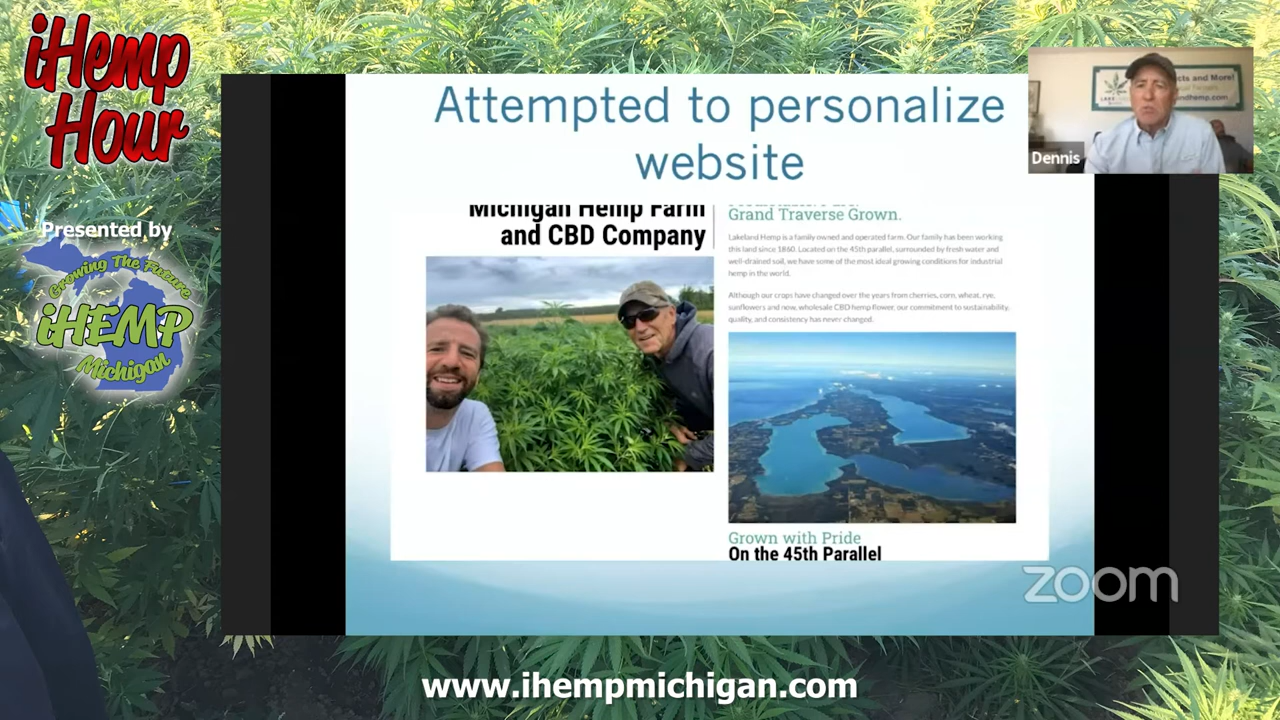 iHemp
Hour
Presented by
Growing The Future
iHEMP
Michigan
Attempted to personalize
website
Michigan Hemp Farm
and CBD Company
Grand Traverse Grown.
Lakeland Hemp is a family owned and operated farm. Our family has been working
this land since 1860. Located on the 45th parallel, surrounded by fresh water and
well-drained soil, we have some of the most ideal growing conditions for industrial
hemp in the world.
Although our crops have changed over the years from cherries, corn, wheat, rye,
sunflowers and now, wholesale CBD hemp flower, our commitment to sustainability,
quality, and consistency has never changed.
Grown with Pride
On the 45th Parallel
and More!
Dennis
zoom
www.ihempmichigan.com